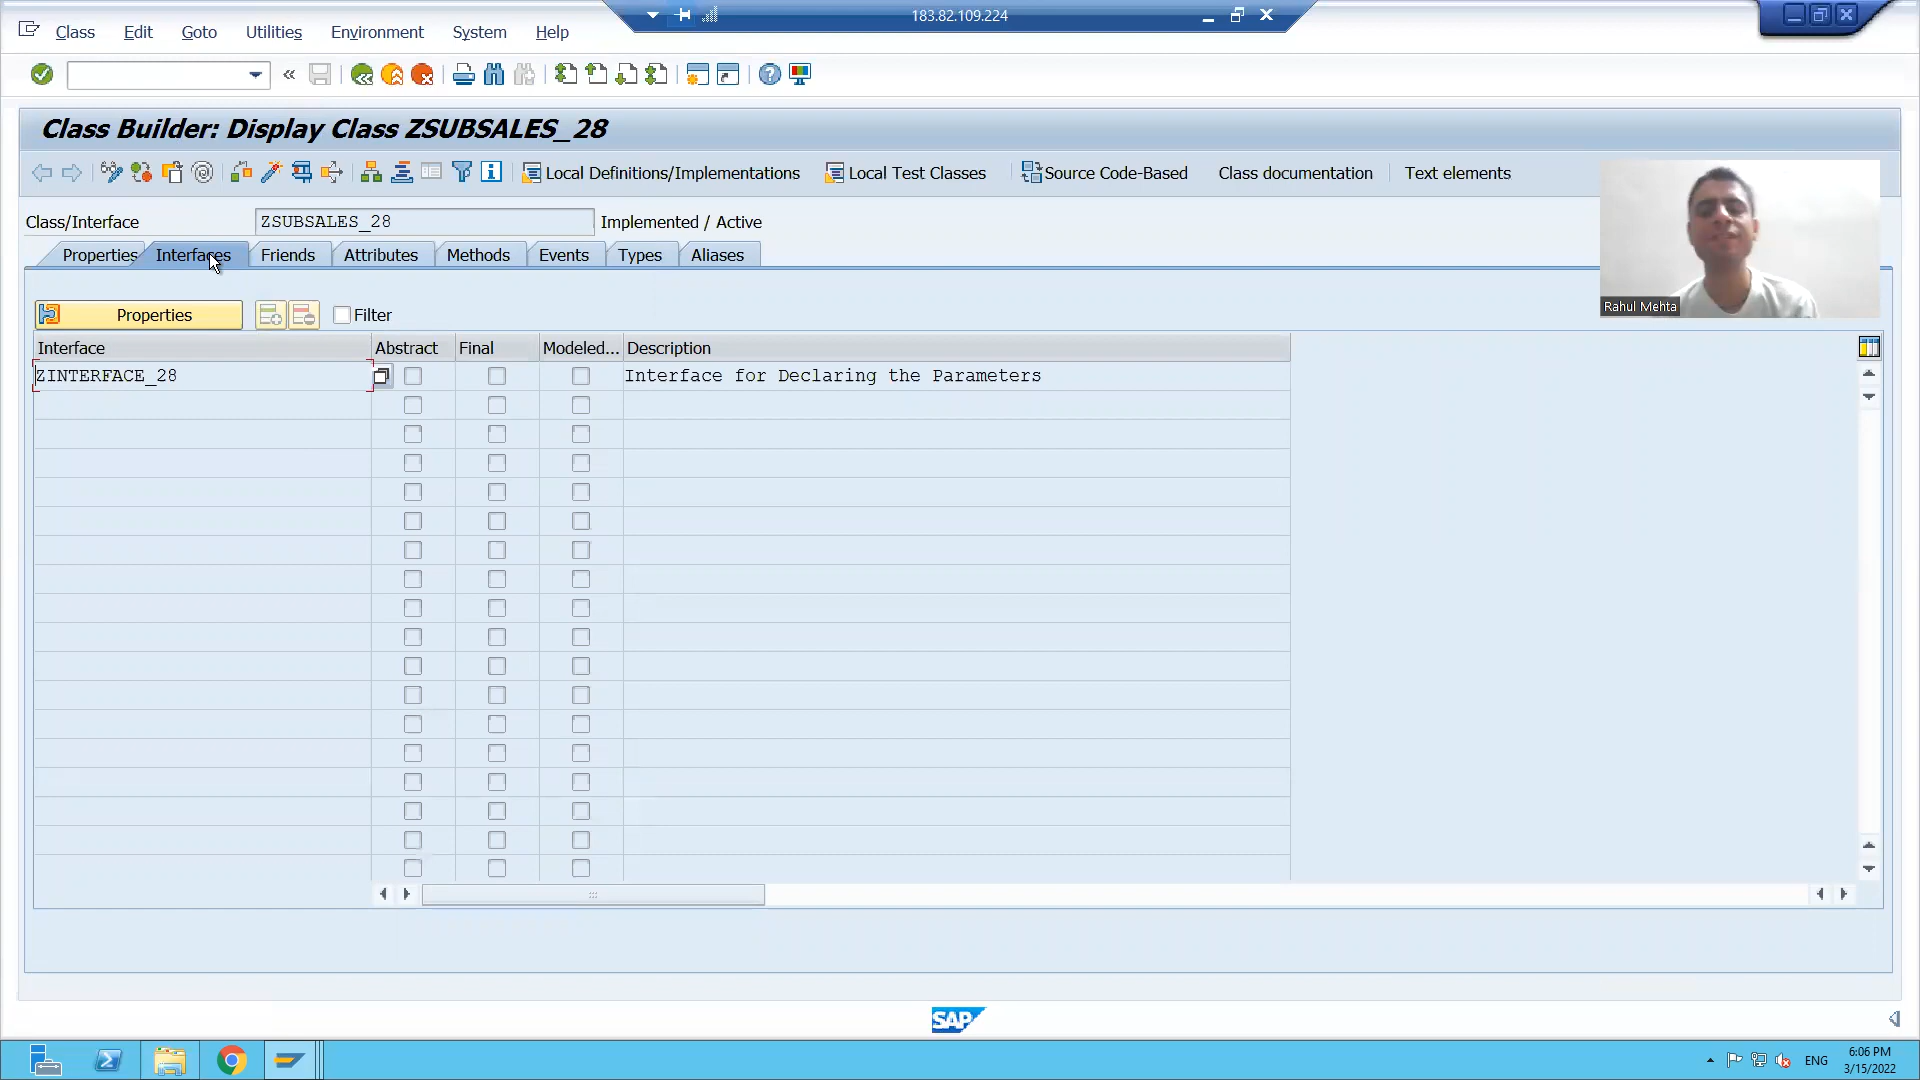 183.82.109.224
Class Edit Goto Utilities Environment System Help
Class Builder: Display Class ZSUBSALES_28
Local Definitions/Implementations Local Test Classes Source Code-Based Class documentation Text elements
Class/Interface ZSUBSALES_28 Implemented / Active
Properties Interfaces Friends Attributes Methods Events Types Aliases
Properties Filter
Interface Abstract Final Modeled... Description
ZINTERFACE_28 Interface for Declaring the Parameters
Rahul Mehta
SAP
ENG 6:06 PM
3/15/2022